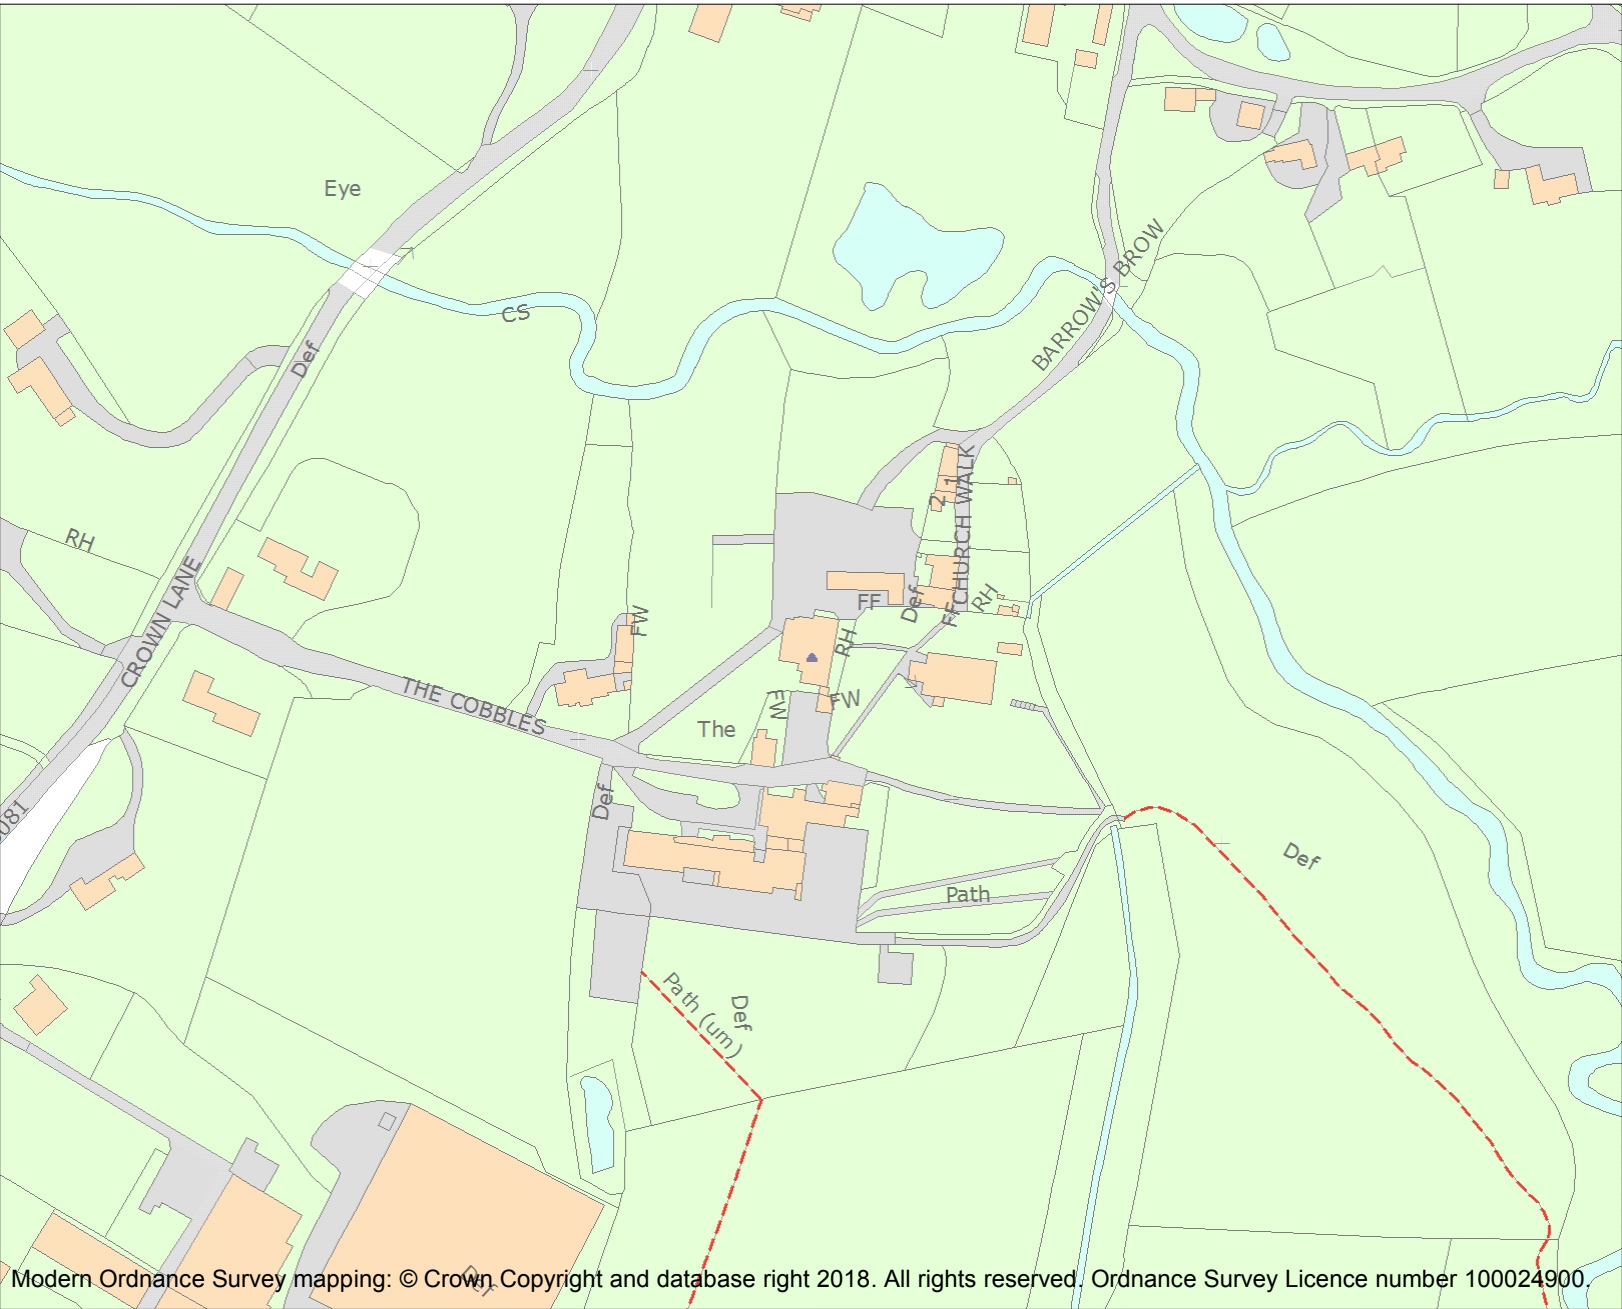 Eye
Def
CS
BARROW'S BROW
RH
CROWN LANE
2 1
CHURCH WALK
FF
Def
FF
RH
FW
RH
THE COBBLES
The
FW
FW
081
Def
Def
Path
Path (um)
Def
Def
Modern Ordnance Survey mapping: © Crown Copyright and database right 2018. All rights reserved. Ordnance Survey Licence number 100024900.